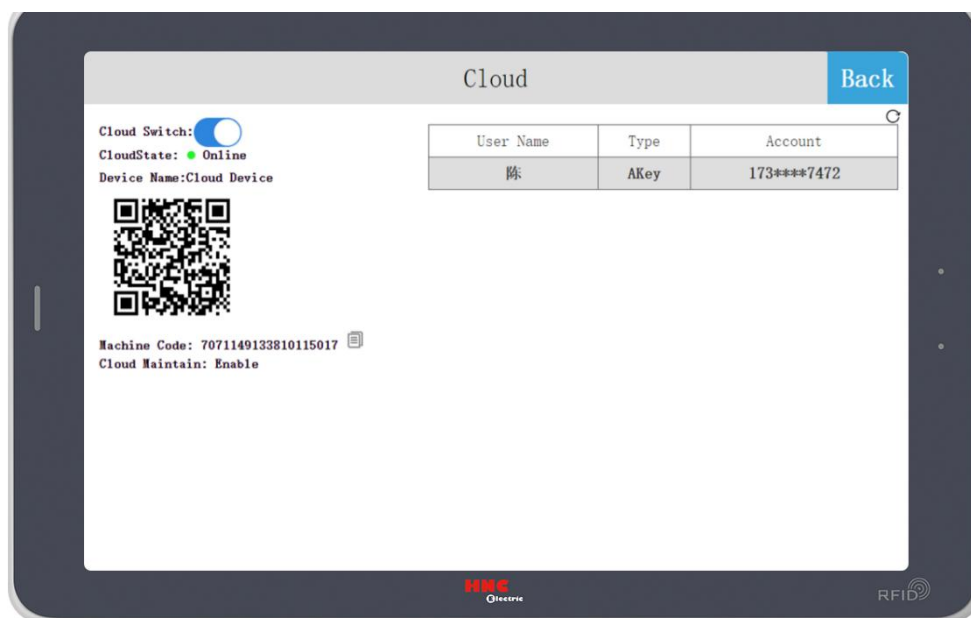 Cloud
Back
Cloud Switch:
CloudState: Online
Device Name:Cloud Device
Machine Code: 7071149133810115017
Cloud Maintain: Enable
User Name Type Account
陈 AKey 173****7472
HNC
Electric
RFID